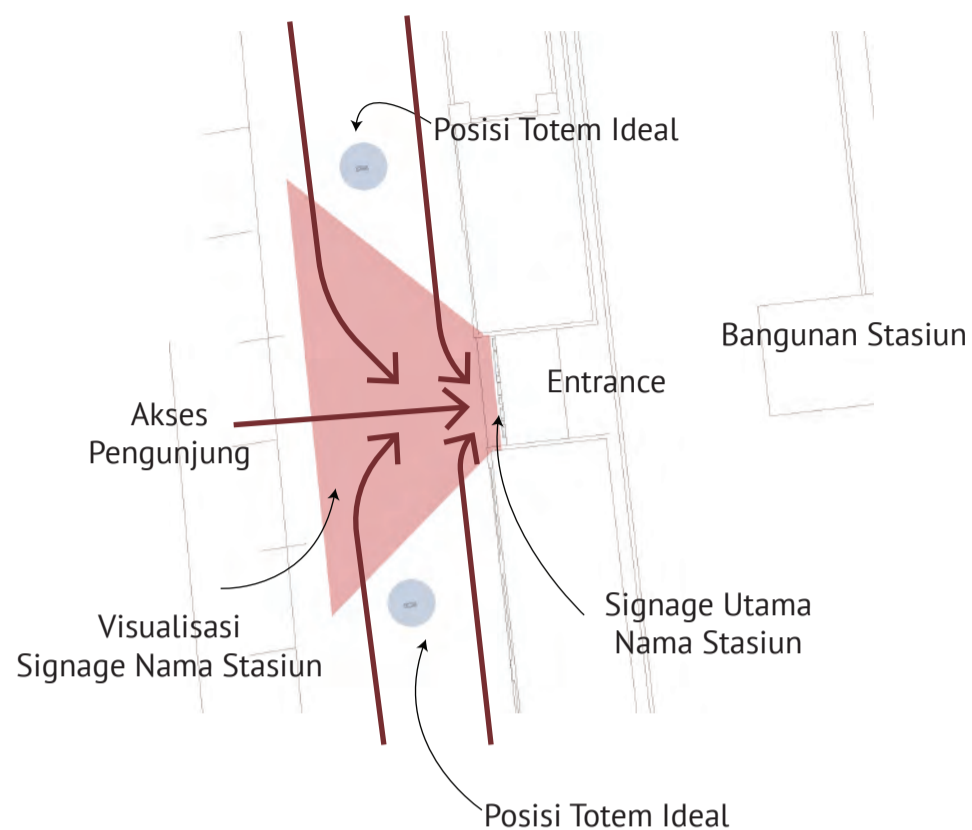 Posisi Totem Ideal
Bangunan Stasiun
Entrance
Akses
Pengunjung
Signage Utama
Nama Stasiun
Visualisasi
Signage Nama Stasiun
Posisi Totem Ideal